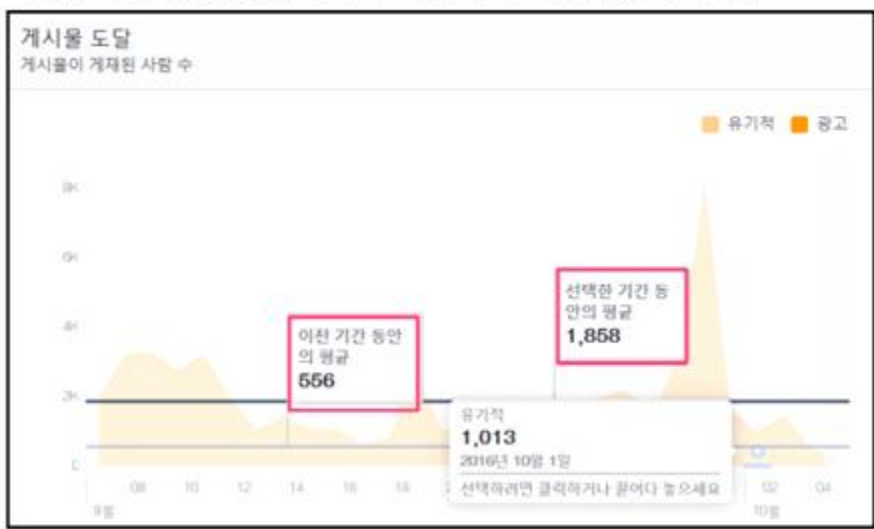 게시물 도달
게시물이 게재된 사람 수
유기적 광고
8K
6K
4K
2K
0
선택한 기간 동
안의 평균
1,858
이전 기간 동안
의 평균
556
유기적
1,013
2016년 10월 1일
선택하려면 클릭하거나 끌어다 놓으세요
08 10 12 14 16 18 02 04
9월 10월